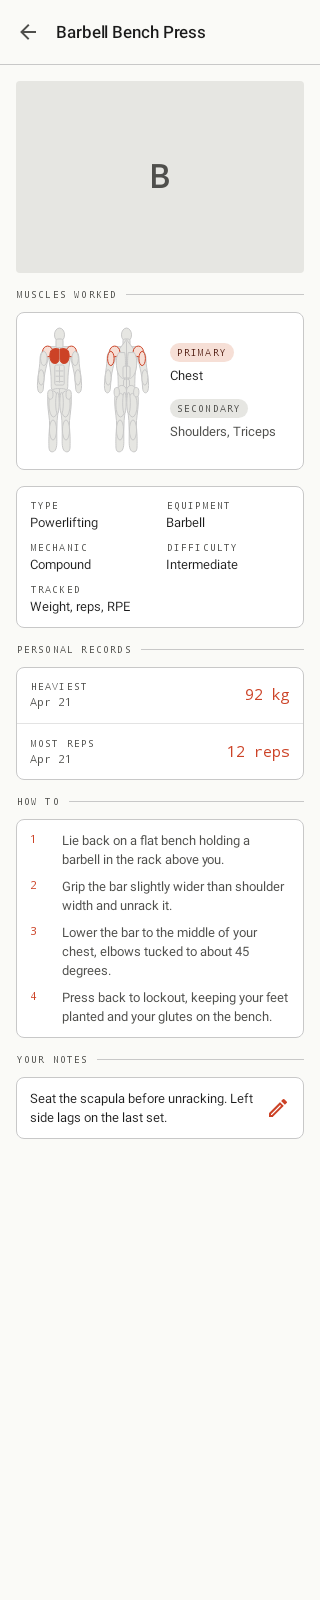 Barbell Bench Press
B
MUSCLES WORKED
PRIMARY
Chest
SECONDARY
Shoulders, Triceps
TYPE
Powerlifting
EQUIPMENT
Barbell
MECHANIC
Compound
DIFFICULTY
Intermediate
TRACKED
Weight, reps, RPE
PERSONAL RECORDS
HEAVIEST
Apr 21
92 kg
MOST REPS
Apr 21
12 reps
HOW TO
1 Lie back on a flat bench holding a
barbell in the rack above you.
2 Grip the bar slightly wider than shoulder
width and unrack it.
3 Lower the bar to the middle of your
chest, elbows tucked to about 45
degrees.
4 Press back to lockout, keeping your feet
planted and your glutes on the bench.
YOUR NOTES
Seat the scapula before unracking. Left
side lags on the last set.